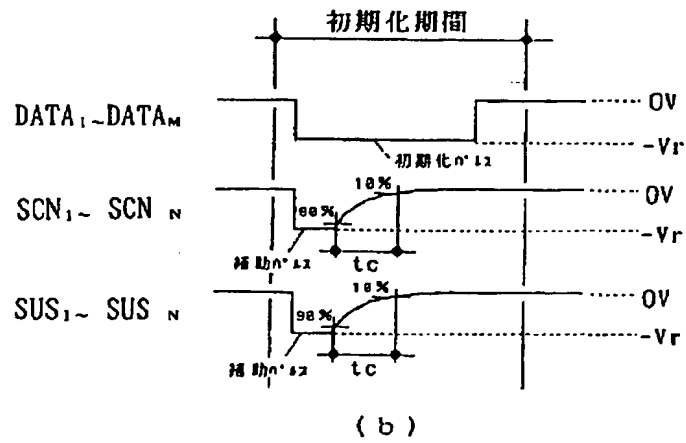 初期化期間
DATA₁~DATAₘ
0V
-Vr
初期化パルス
SCN₁~ SCN ɴ
90%
10%
0V
-Vr
補助パルス
tc
SUS₁~ SUS ɴ
90%
10%
0V
-Vr
補助パルス
tc
(b)